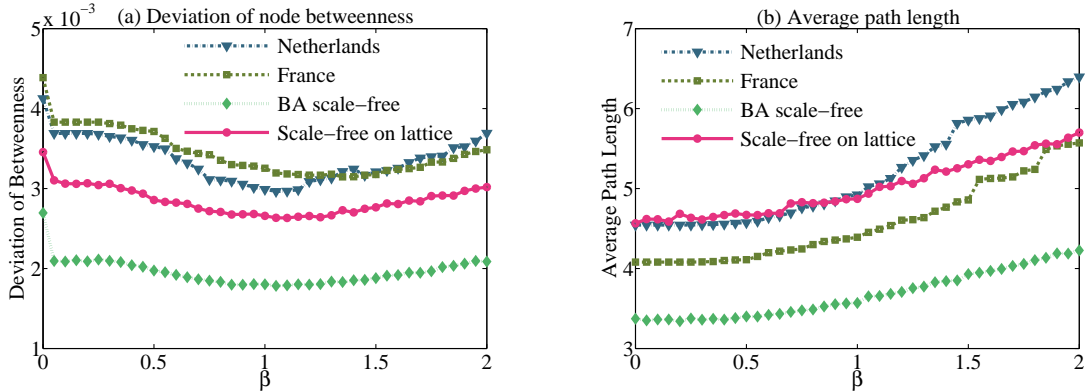 (a) Deviation of node betweenness
5 x 10−3
4
3
2
1
Deviation of Betweenness
Netherlands
France
BA scale−free
Scale−free on lattice
0 0.5 1 1.5 2
β
(b) Average path length
7
6
5
4
3
Average Path Length
Netherlands
France
BA scale−free
Scale−free on lattice
0 0.5 1 1.5 2
β